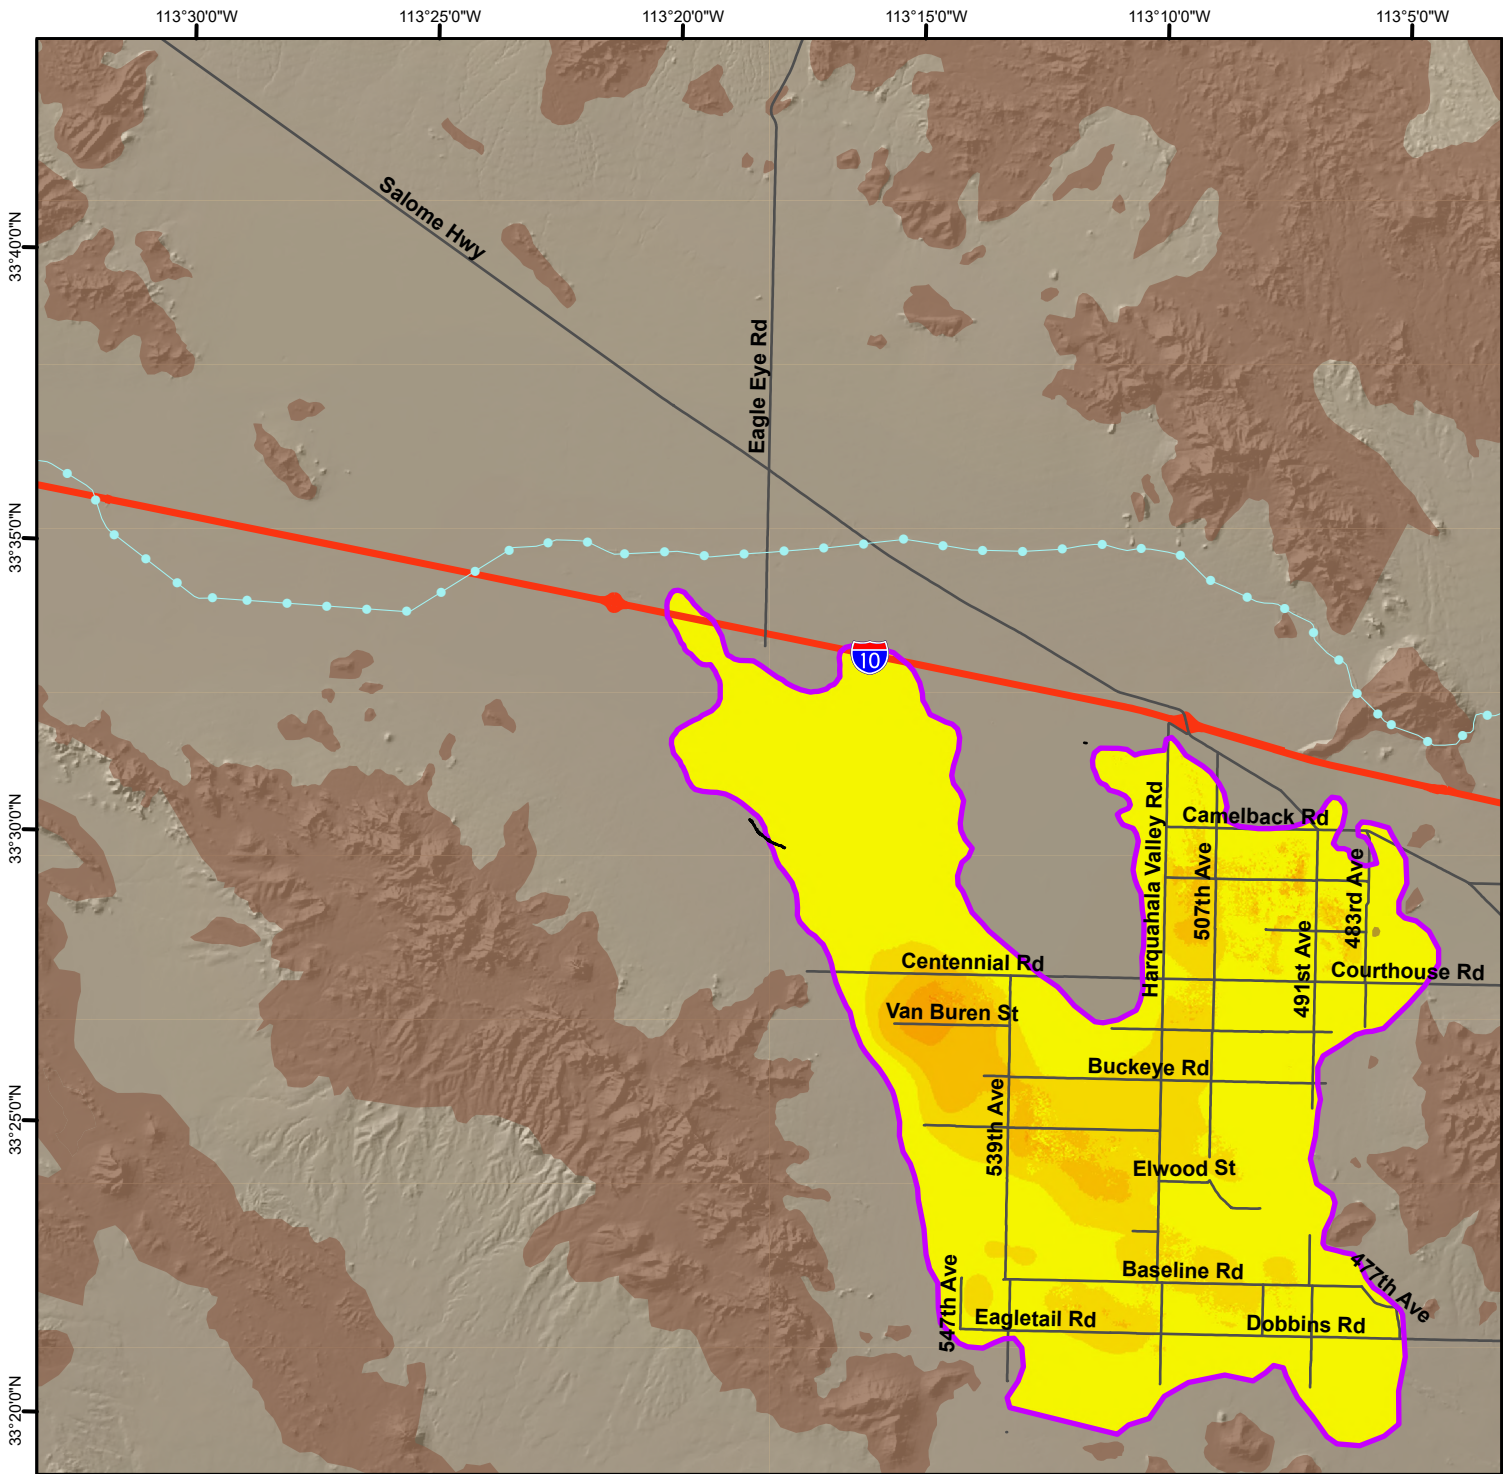 113°30'0"W
113°25'0"W
113°20'0"W
113°15'0"W
113°10'0"W
113°5'0"W
33°40'0"N
33°35'0"N
33°30'0"N
33°25'0"N
33°20'0"N
Salome Hwy
Eagle Eye Rd
10
Harquahala Valley Rd
Camelback Rd
507th Ave
483rd Ave
491st Ave
Centennial Rd
Courthouse Rd
Van Buren St
Buckeye Rd
539th Ave
Elwood St
547th Ave
Baseline Rd
477th Ave
Eagletail Rd
Dobbins Rd